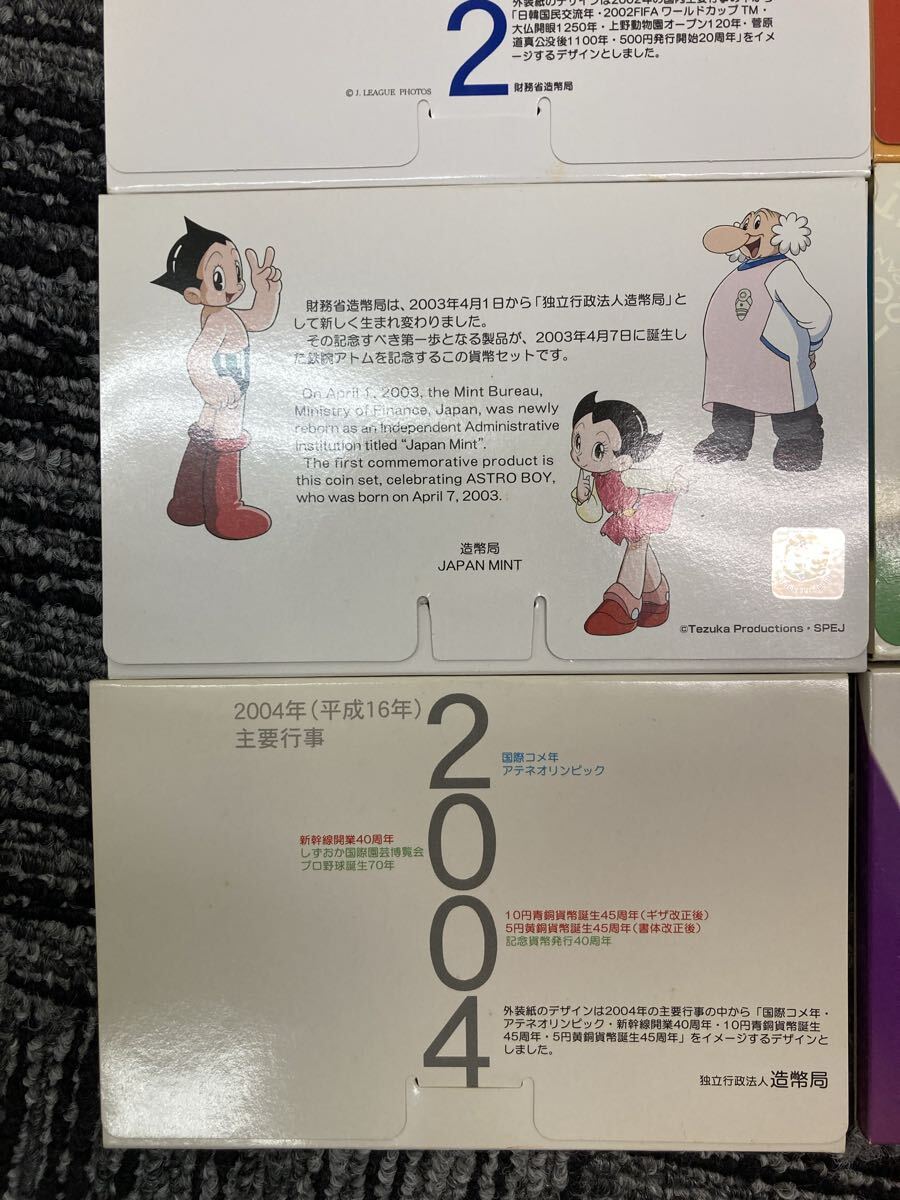 外装紙のデザインは2002年の国内主要行事の中から
「日韓国民交流年・2002FIFA ワールドカップ TM・
大仏開眼1250年・上野動物園オープン120年・菅原
道真公没後1100年・500円発行開始20周年」をイメ
ージするデザインとしました。
2
© J. LEAGUE PHOTOS
財務省造幣局
財務省造幣局は、2003年4月1日から「独立行政法人造幣局」と
して新しく生まれ変わりました。
その記念すべき第一歩となる製品が、2003年4月7日に誕生し
た鉄腕アトムを記念するこの貨幣セットです。
On April 1, 2003, the Mint Bureau,
Ministry of Finance, Japan, was newly
reborn as an Independent Administrative
Institution titled “Japan Mint”.
The first commemorative product is
this coin set, celebrating ASTRO BOY,
who was born on April 7, 2003.
造幣局
JAPAN MINT
©Tezuka Productions・SPEJ
2004年(平成16年)
主要行事
2004
国際コメ年
アテネオリンピック
新幹線開業40周年
しずおか国際園芸博覧会
プロ野球誕生70年
10円青銅貨幣誕生45周年(ギザ改正後)
5円黄銅貨幣誕生45周年(書体改正後)
記念貨幣発行40周年
外装紙のデザインは2004年の主要行事の中から「国際コメ年・
アテネオリンピック・新幹線開業40周年・10円青銅貨幣誕生
45周年・5円黄銅貨幣誕生45周年」をイメージするデザインと
しました。
独立行政法人 造幣局